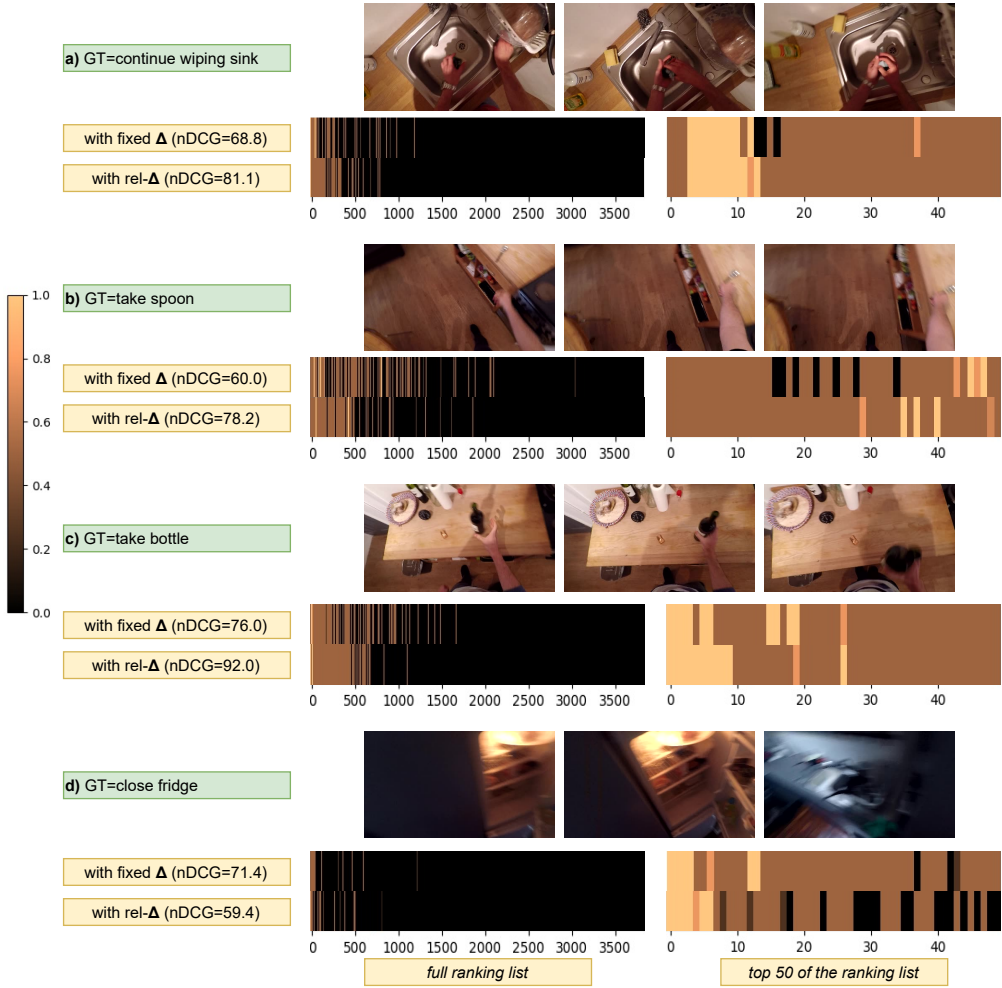 a) GT=continue wiping sink
with fixed Δ (nDCG=68.8)
with rel-Δ (nDCG=81.1)
0 500 1000 1500 2000 2500 3000 3500
0 10 20 30 40
b) GT=take spoon
with fixed Δ (nDCG=60.0)
with rel-Δ (nDCG=78.2)
0 500 1000 1500 2000 2500 3000 3500
0 10 20 30 40
1.0
0.8
0.6
0.4
0.2
0.0
c) GT=take bottle
with fixed Δ (nDCG=76.0)
with rel-Δ (nDCG=92.0)
0 500 1000 1500 2000 2500 3000 3500
0 10 20 30 40
d) GT=close fridge
with fixed Δ (nDCG=71.4)
with rel-Δ (nDCG=59.4)
0 500 1000 1500 2000 2500 3000 3500
0 10 20 30 40
full ranking list
top 50 of the ranking list